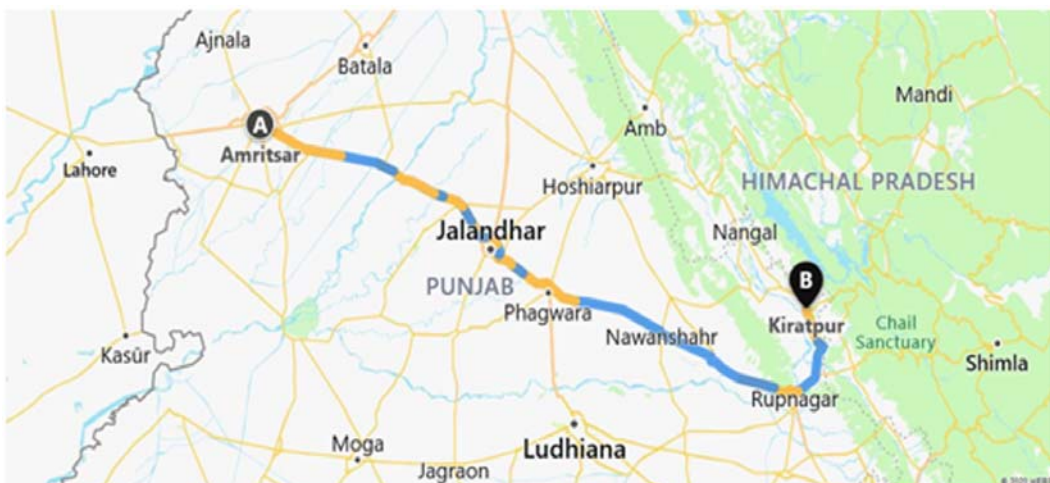 Ajnala
Batala
A
Amritsar
Lahore
Amb
Mandi
Hoshiarpur
HIMACHAL PRADESH
Nangal
Jalandhar
PUNJAB
B
Phagwara
Kiratpur
Nawanshahr
Chail
Sanctuary
Kasūr
Shimla
Rupnagar
Moga
Ludhiana
Jagraon